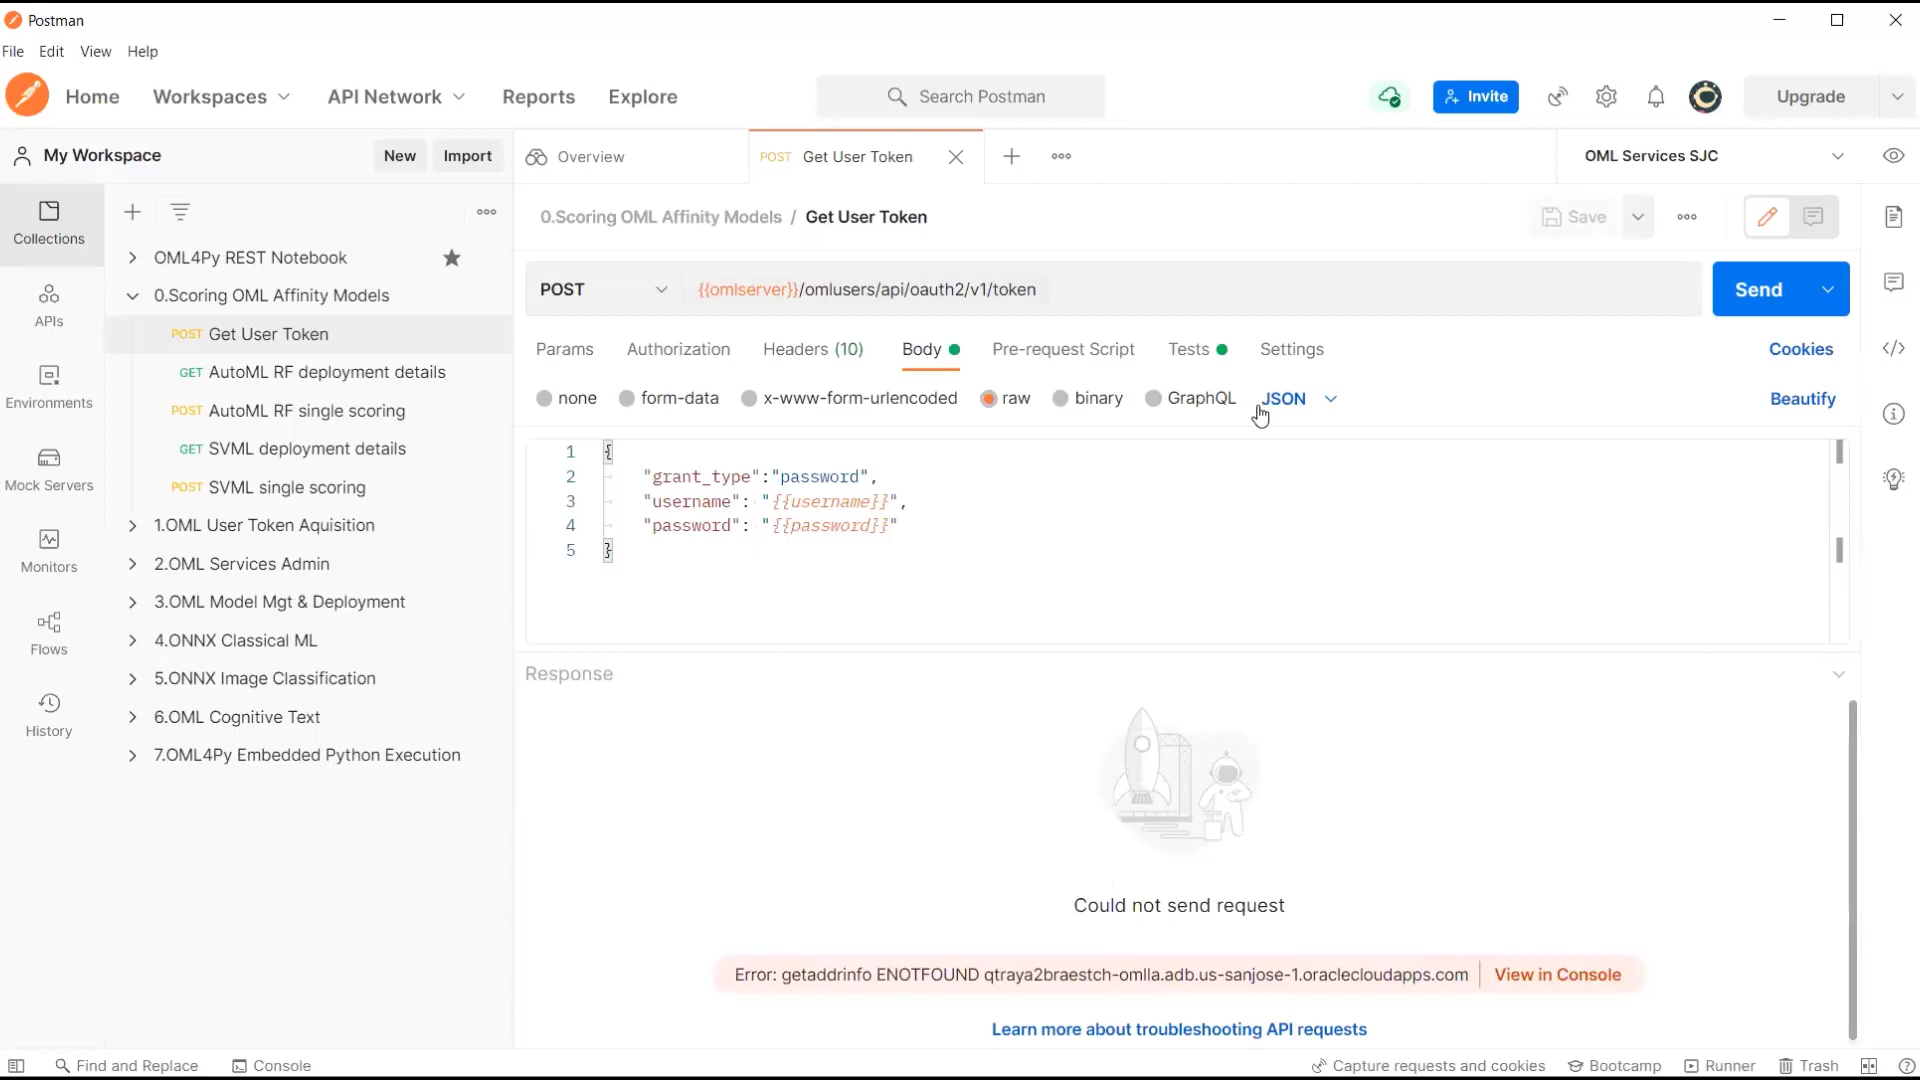 Postman
File Edit View Help
Home Workspaces API Network Reports Explore Search Postman Invite Upgrade
My Workspace New Import Overview POST Get User Token OML Services SJC
Collections
APIs
Environments
Mock Servers
Monitors
Flows
History
OML4Py REST Notebook
0.Scoring OML Affinity Models
POST Get User Token
GET AutoML RF deployment details
POST AutoML RF single scoring
GET SVML deployment details
POST SVML single scoring
1.OML User Token Aquisition
2.OML Services Admin
3.OML Model Mgt & Deployment
4.ONNX Classical ML
5.ONNX Image Classification
6.OML Cognitive Text
7.OML4Py Embedded Python Execution
0.Scoring OML Affinity Models / Get User Token Save
POST {{omlserver}}/omlusers/api/oauth2/v1/token Send
Params Authorization Headers (10) Body Pre-request Script Tests Settings Cookies
none form-data x-www-form-urlencoded raw binary GraphQL JSON Beautify
1 {
2 "grant_type":"password",
3 "username": "{{username}}",
4 "password": "{{password}}"
5 }
Response
Could not send request
Error: getaddrinfo ENOTFOUND qtraya2braestch-omlla.adb.us-sanjose-1.oraclecloudapps.com View in Console
Learn more about troubleshooting API requests
Find and Replace Console Capture requests and cookies Bootcamp Runner Trash